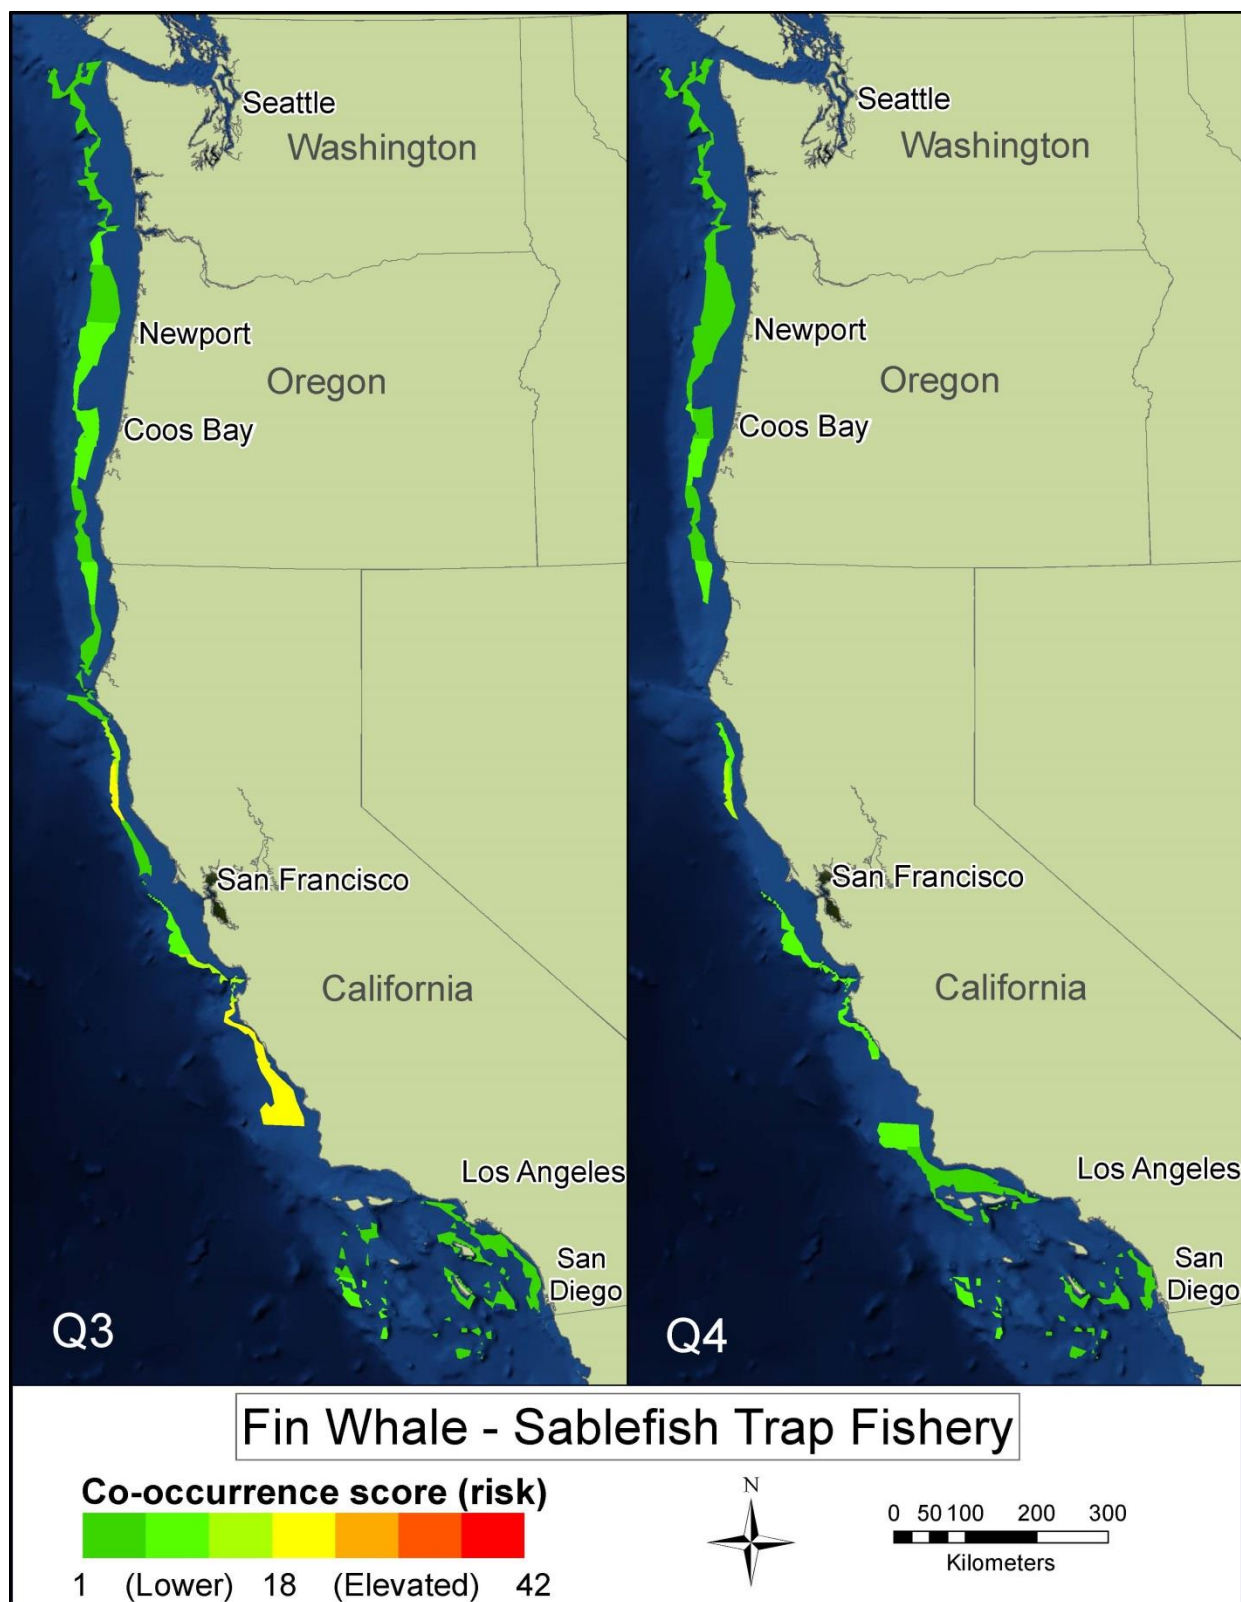 Seattle
Washington
Newport
Oregon
Coos Bay
San Francisco
California
Los Angeles
San
Diego
Q3
Seattle
Washington
Newport
Oregon
Coos Bay
San Francisco
California
Los Angeles
San
Diego
Q4
Fin Whale - Sablefish Trap Fishery
Co-occurrence score (risk)
1 (Lower) 18 (Elevated) 42
N
0 50 100 200 300
Kilometers